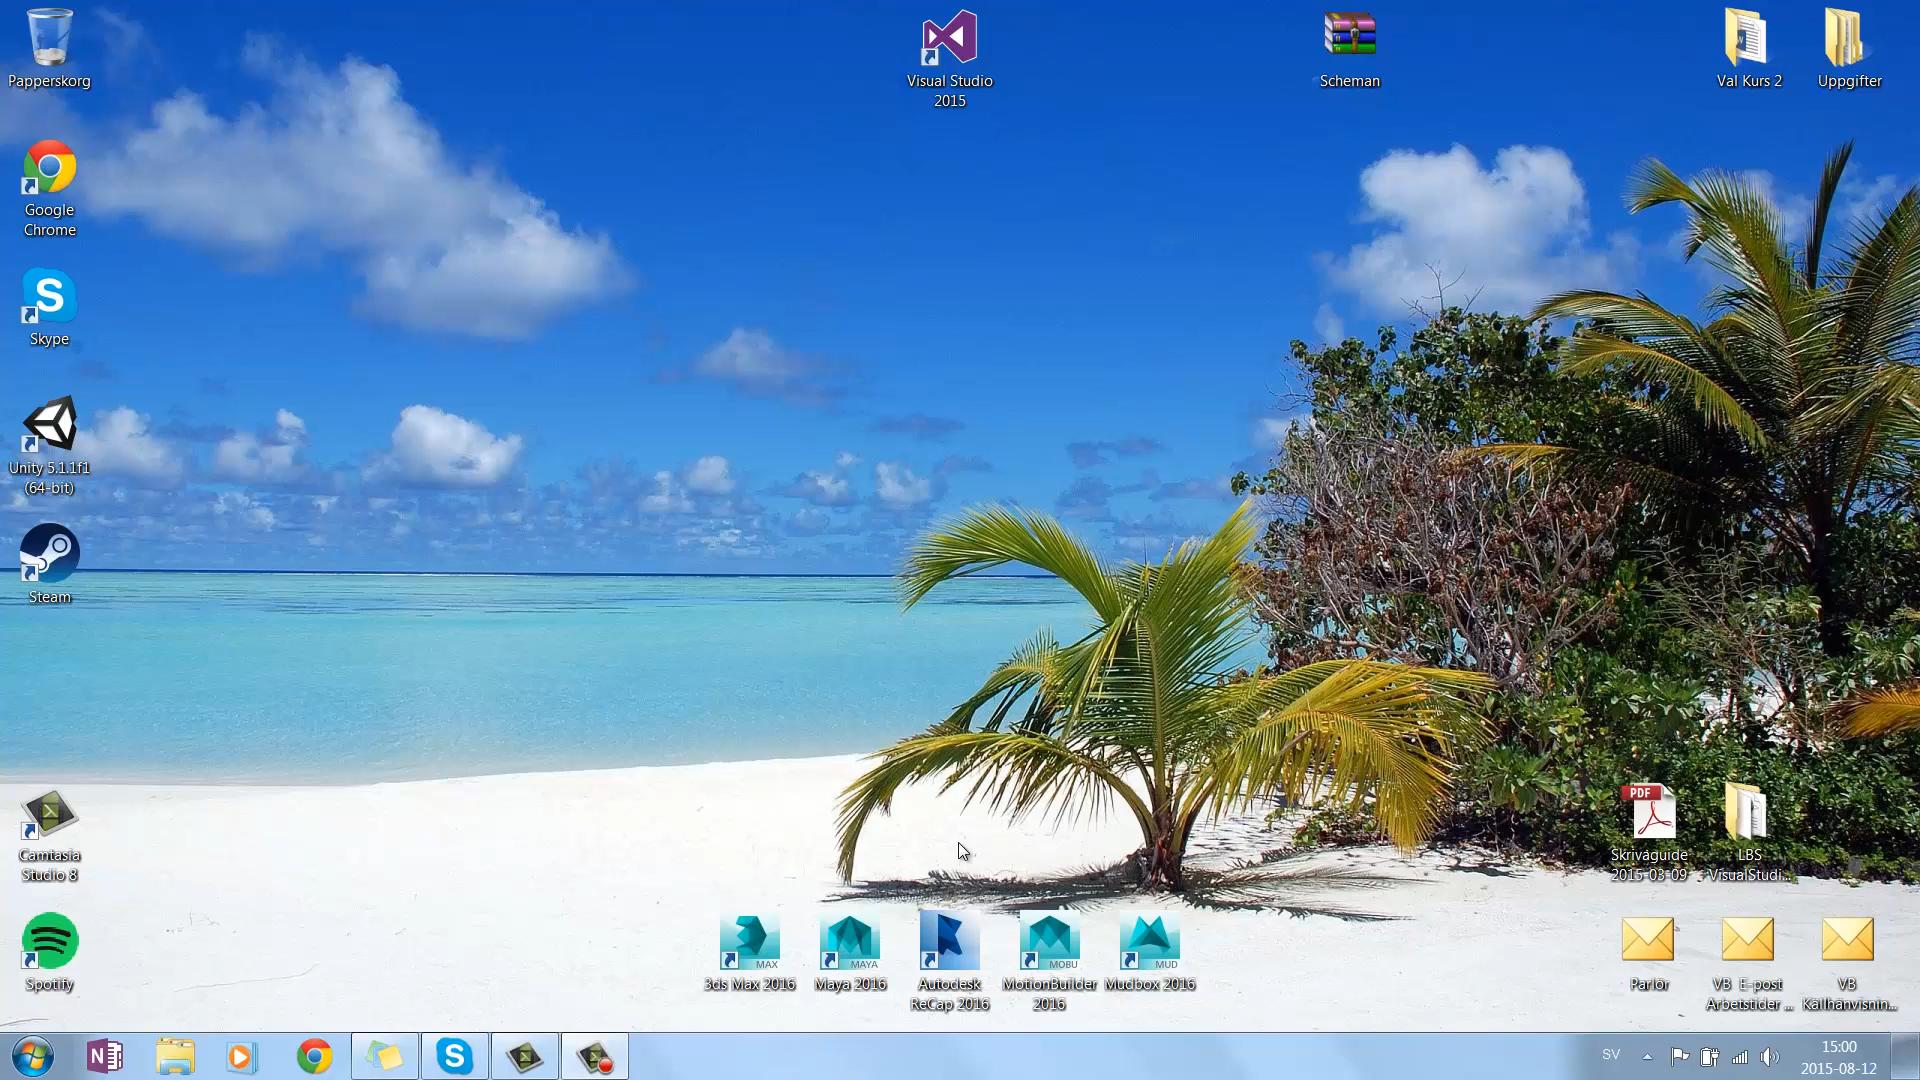 Papperskorg
Visual Studio
2015
Scheman
Val Kurs 2
Uppgifter
Google
Chrome
Skype
Unity 5.1.1f1
(64-bit)
Steam
Camtasia
Studio 8
PDF
Skrivaguide
2015-03-09
LBS
VisualStudi...
Spotify
MAX
3ds Max 2016
MAYA
Maya 2016
Autodesk
ReCap 2016
MOBU
MotionBuilder
2016
MUD
Mudbox 2016
Parlör
VB E-post
Arbetstider ...
VB
Källhänvisnin...
SV
15:00
2015-08-12